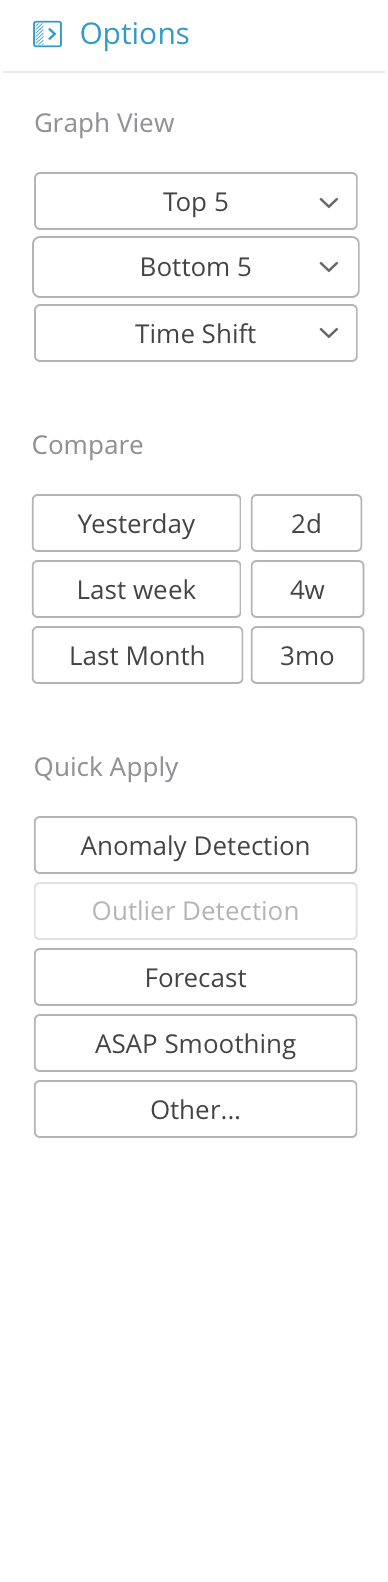 Options
Graph View
Top 5
Bottom 5
Time Shift
Compare
Yesterday 2d
Last week 4w
Last Month 3mo
Quick Apply
Anomaly Detection
Outlier Detection
Forecast
ASAP Smoothing
Other...